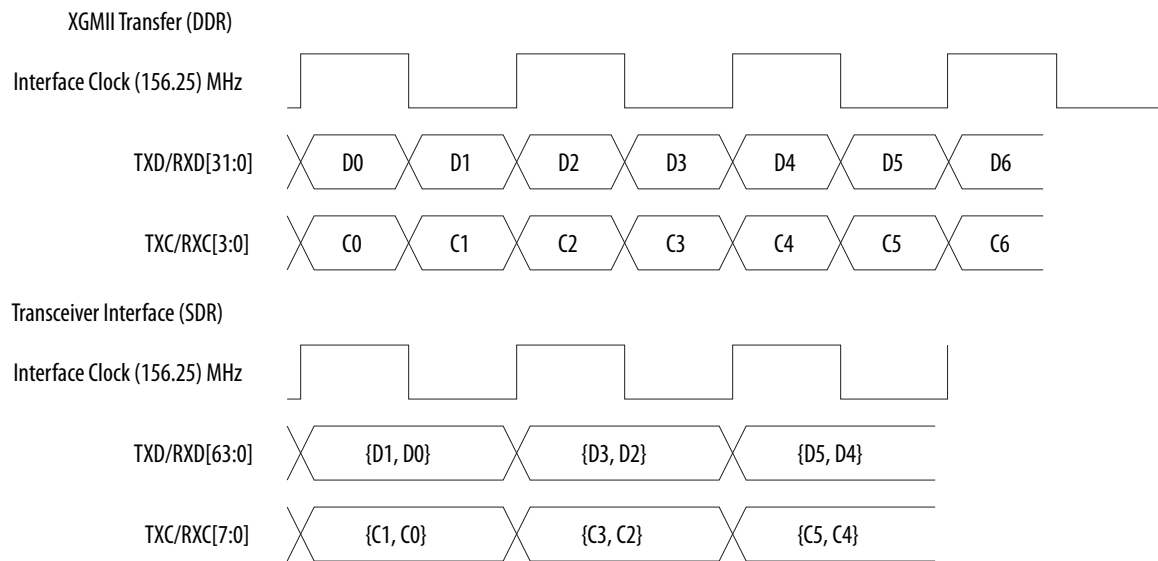 XGMII Transfer (DDR)
Interface Clock (156.25) MHz
TXD/RXD[31:0] D0 D1 D2 D3 D4 D5 D6
TXC/RXC[3:0] C0 C1 C2 C3 C4 C5 C6
Transceiver Interface (SDR)
Interface Clock (156.25) MHz
TXD/RXD[63:0] {D1, D0} {D3, D2} {D5, D4}
TXC/RXC[7:0] {C1, C0} {C3, C2} {C5, C4}